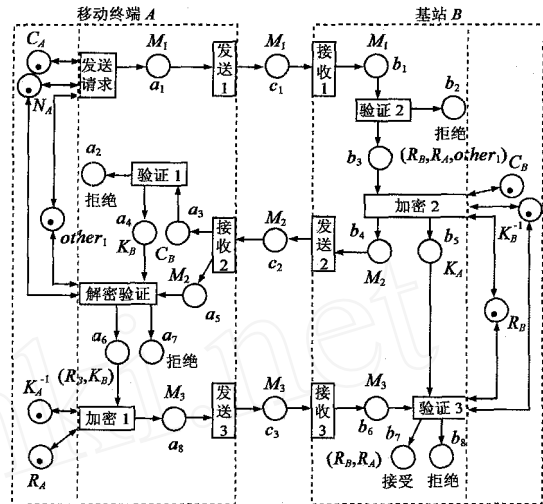 移动终端 A
基站 B
C_A
N_A
发送请求
M_1
a_1
发送 1
M_1
c_1
接收 1
M_1
b_1
验证 2
b_2
拒绝
b_3
(R_B, R_A, other_1)
C_B
a_2
拒绝
验证 1
a_4
K_B
a_3
C_B
other_1
接收 2
M_2
c_2
发送 2
加密 2
b_4
M_2
b_5
K_A
K_B^{-1}
R_B
M_2
a_5
解密验证
a_6
(R_B, K_B)
a_7
拒绝
K_A^{-1}
R_A
加密 1
M_3
a_8
发送 3
M_3
c_3
接收 3
M_3
b_6
验证 3
b_7
(R_B, R_A)
接受
b_8
拒绝